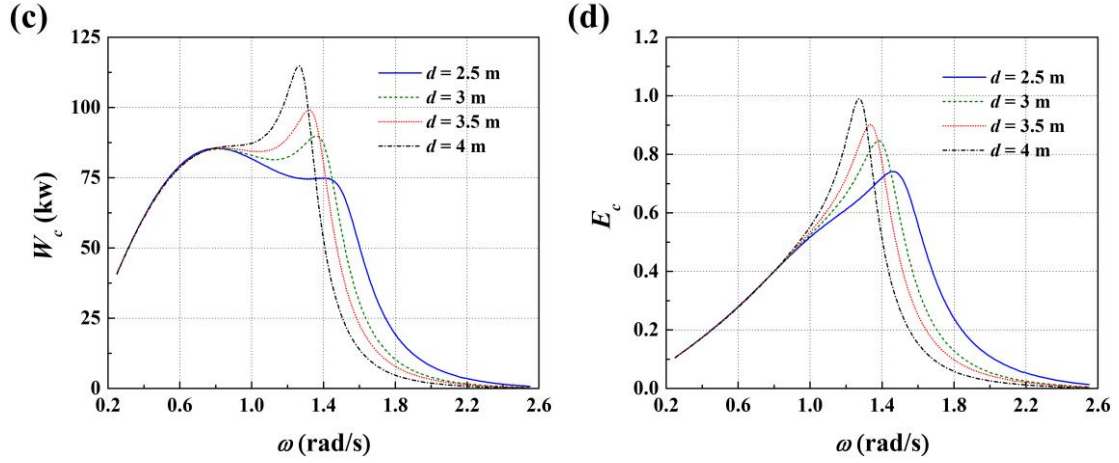 (c)
125
100
75
50
25
0
W_c (kw)
d = 2.5 m
d = 3 m
d = 3.5 m
d = 4 m
0.2 0.6 1.0 1.4 1.8 2.2 2.6
ω (rad/s)
(d)
1.2
1.0
0.8
0.6
0.4
0.2
0.0
E_c
d = 2.5 m
d = 3 m
d = 3.5 m
d = 4 m
0.2 0.6 1.0 1.4 1.8 2.2 2.6
ω (rad/s)